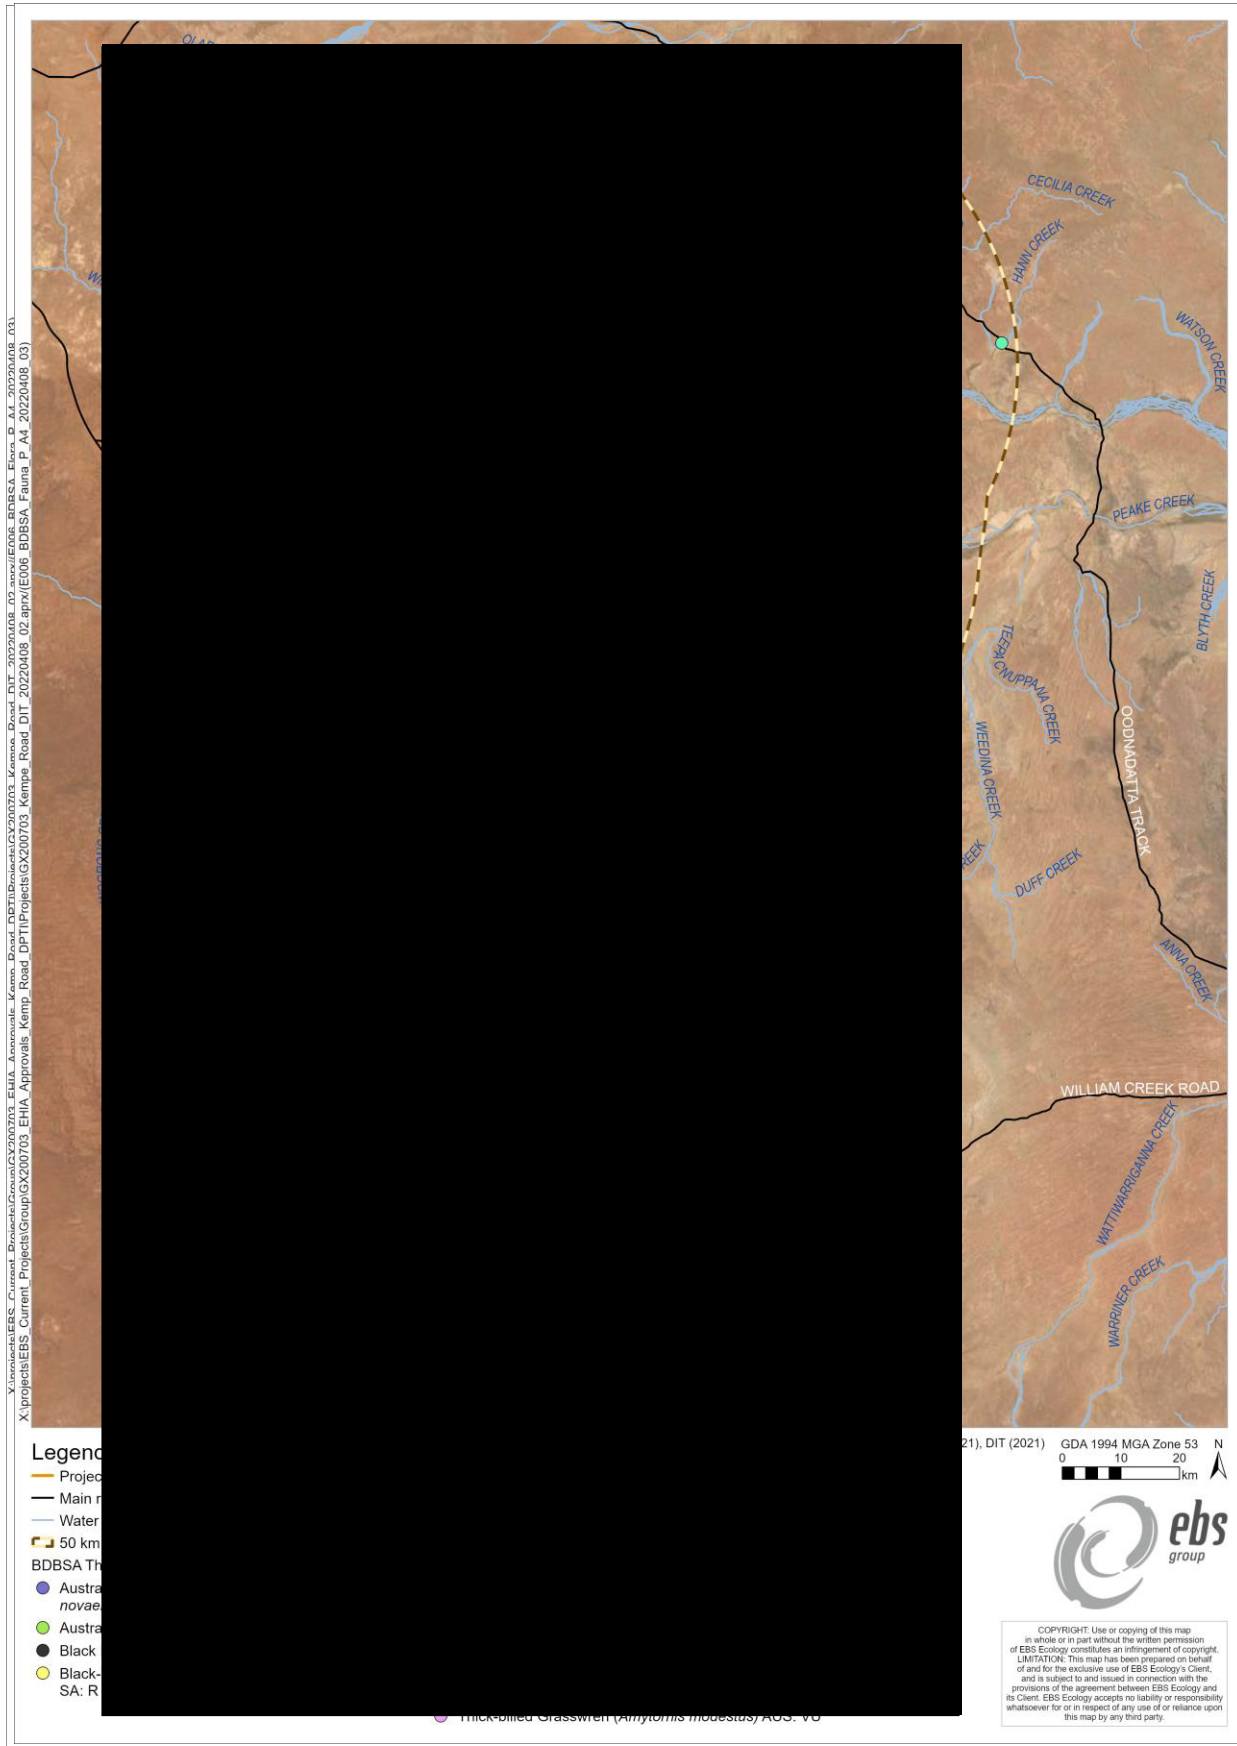 CECILIA CREEK
HANN CREEK
WATSON CREEK
PEAKE CREEK
BLYTH CREEK
NUPPANA CREEK
WEEDINA CREEK
OODNADATTA TRACK
DUFF CREEK
ANNA CREEK
WILLIAM CREEK ROAD
WATTIWARRIGANNA CREEK
WARRINER CREEK
X:\projects\EBS_Current_Projects\Group\GX200703_EHIA_Approvals_Kemp_Road_DPTI\Projects\GX200703_Kempe_Road_DIT_20220408_02.aprx/(E006_BDBSA_Fauna_P_A4_20220408_03)
21), DIT (2021)
GDA 1994 MGA Zone 53
N
0 10 20
km
Legend
Projec
Main r
Water
50 km
BDBSA Th
Austra
novae
Austra
Black
Black-
SA: R
Thick-billed Grasswren (Amytornis modestus) AUS: VU
ebs
group
COPYRIGHT: Use or copying of this map
in whole or in part without the written permission
of EBS Ecology constitutes an infringement of copyright.
LIMITATION: This map has been prepared on behalf
of and for the exclusive use of EBS Ecology's Client,
and is subject to and issued in connection with the
provisions of the agreement between EBS Ecology and
its Client. EBS Ecology accepts no liability or responsibility
whatsoever for or in respect of any use of or reliance upon
this map by any third party.